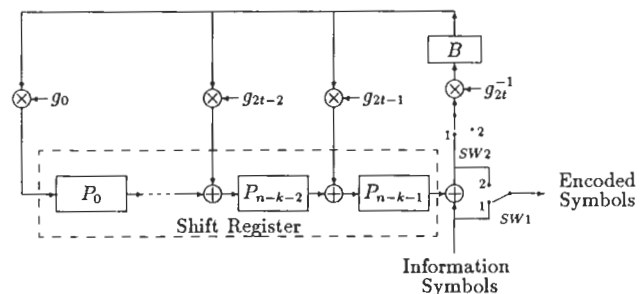 B
g₀
g₂ₜ₋₂
g₂ₜ₋₁
g₂ₜ⁻¹
1 2
SW2
P₀
Pₙ₋ₖ₋₂
Pₙ₋ₖ₋₁
2
1
SW1
Encoded
Symbols
Shift Register
Information
Symbols